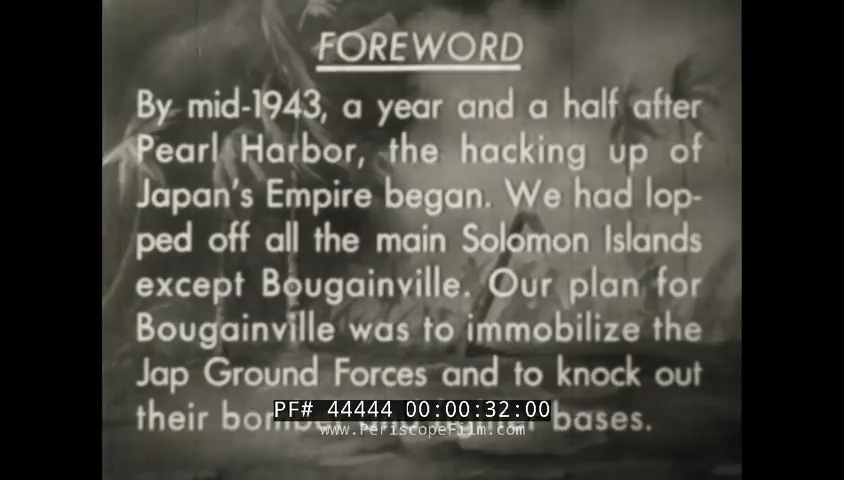 FOREWORD
By mid-1943, a year and a half after
Pearl Harbor, the hacking up of
Japan's Empire began. We had lop-
ped off all the main Solomon Islands
except Bougainville. Our plan for
Bougainville was to immobilize the
Jap Ground Forces and to knock out
their bases.
PF# 44444 00:00:32:00
www.PeriscopeFilm.com